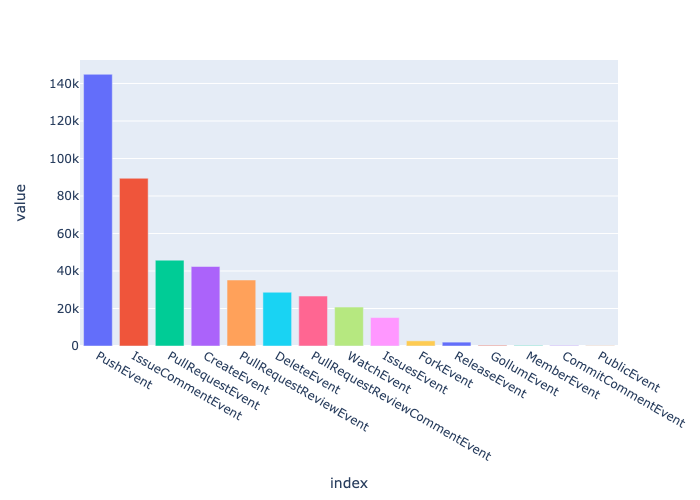 value
140k
120k
100k
80k
60k
40k
20k
0
PushEvent
IssueCommentEvent
PullRequestEvent
CreateEvent
PullRequestReviewEvent
DeleteEvent
PullRequestReviewCommentEvent
WatchEvent
IssuesEvent
ForkEvent
ReleaseEvent
GollumEvent
MemberEvent
CommitCommentEvent
PublicEvent
index